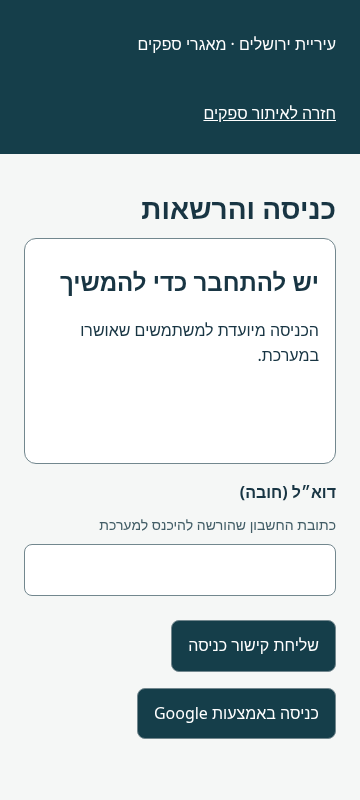 עיריית ירושלים · מאגרי ספקים
חזרה לאיתור ספקים
כניסה והרשאות
יש להתחבר כדי להמשיך
הכניסה מיועדת למשתמשים שאושרו
במערכת.
דוא״ל (חובה)
כתובת החשבון שהורשה להיכנס למערכת
שליחת קישור כניסה
כניסה באמצעות Google